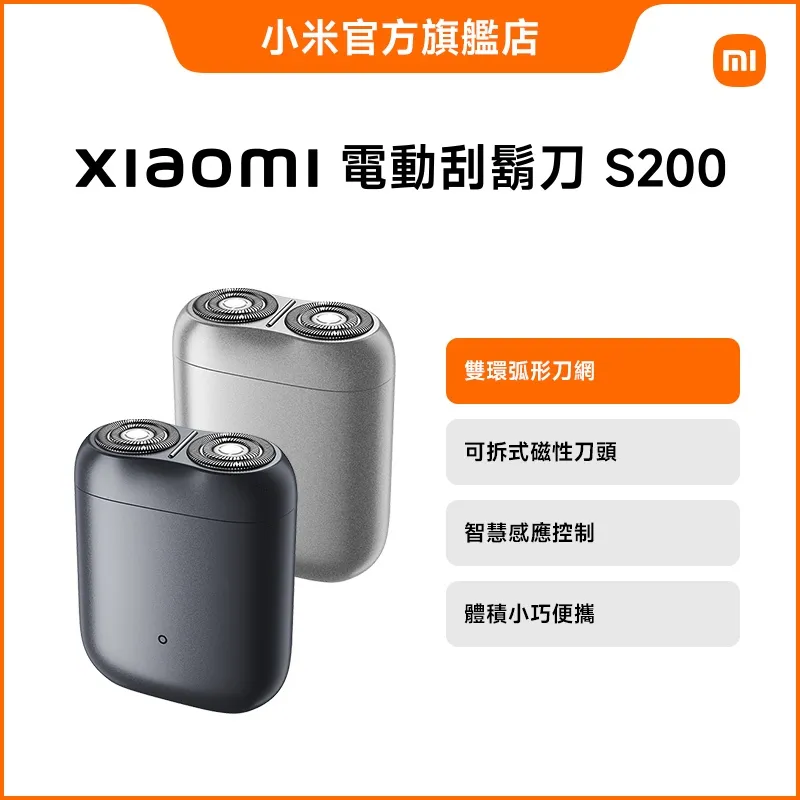 小米官方旗艦店
mi
xiaomi 電動刮鬍刀 S200
雙環弧形刀網
可拆式磁性刀頭
智慧感應控制
體積小巧便攜